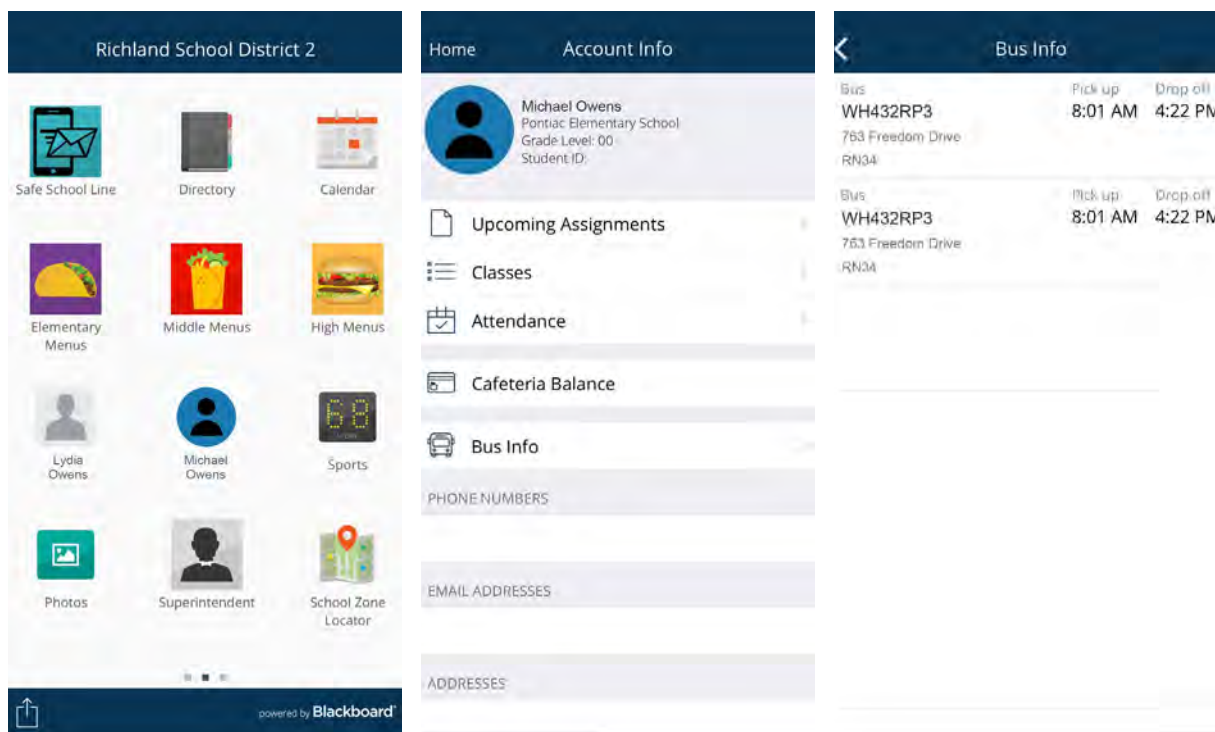 Richland School District 2
Safe School Line
Directory
Calendar
Elementary
Menus
Middle Menus
High Menus
Lydia
Owens
Michael
Owens
68
Sports
Photos
Superintendent
School Zone
Locator
powered by Blackboard
Home Account Info
Michael Owens
Pontiac Elementary School
Grade Level: 00
Student ID:
Upcoming Assignments
Classes
Attendance
Cafeteria Balance
Bus Info
PHONE NUMBERS
EMAIL ADDRESSES
ADDRESSES
Bus Info
Bus Pick up Drop off
WH432RP3 8:01 AM 4:22 PM
763 Freedom Drive
RN34
Bus Pick up Drop off
WH432RP3 8:01 AM 4:22 PM
763 Freedom Drive
RN34